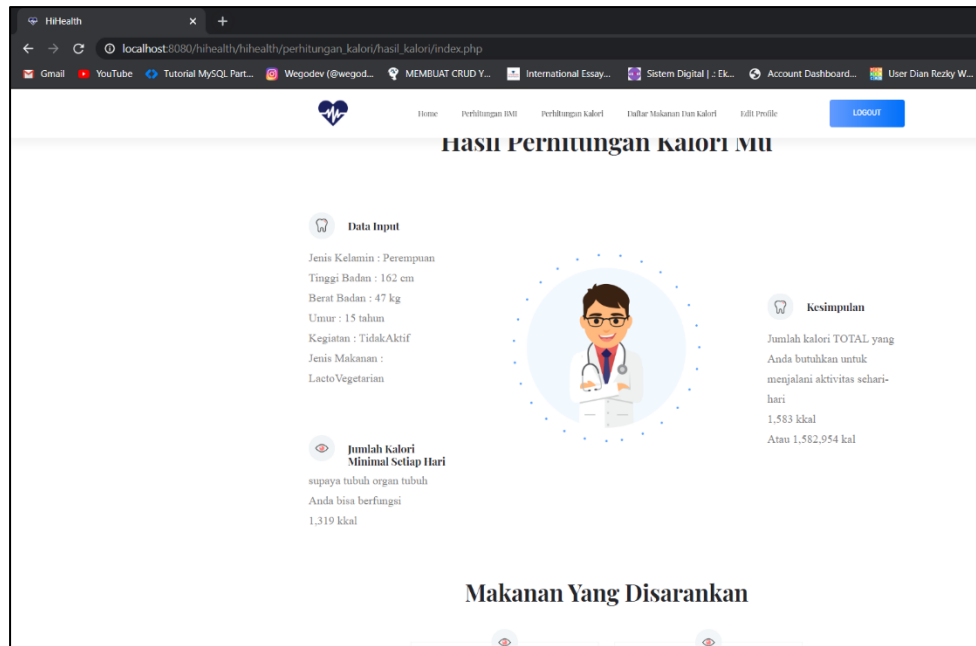 HiHealth
localhost:8080/hihealth/hihealth/perhitungan_kalori/hasil_kalori/index.php
Gmail YouTube Tutorial MySQL Part... Wegodev (@wegod... MEMBUAT CRUD Y... International Essay... Sistem Digital | .: Ek... Account Dashboard... User Dian Rezky W...
Home Perhitungan BMI Perhitungan Kalori Daftar Makanan Dan Kalori Edit Profile LOGOUT
Hasil Perhitungan Kalori Mu
Data Input
Jenis Kelamin : Perempuan
Tinggi Badan : 162 cm
Berat Badan : 47 kg
Umur : 15 tahun
Kegiatan : TidakAktif
Jenis Makanan :
LactoVegetarian
Jumlah Kalori
Minimal Setiap Hari
supaya tubuh organ tubuh
Anda bisa berfungsi
1,319 kkal
Kesimpulan
Jumlah kalori TOTAL yang
Anda butuhkan untuk
menjalani aktivitas sehari-
hari
1,583 kkal
Atau 1,582,954 kal
Makanan Yang Disarankan